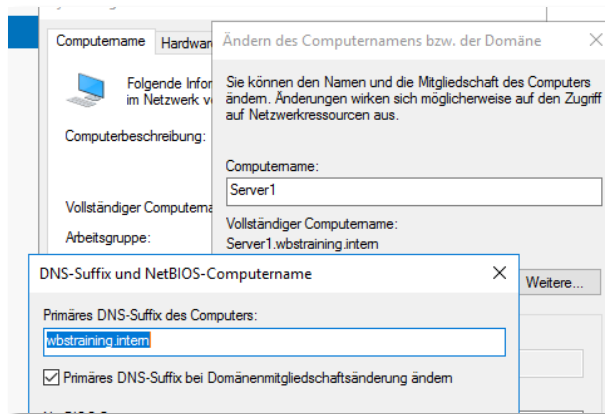 Computername Hardwar
Ändern des Computernamens bzw. der Domäne
Folgende Infor
im Netzwerk v
Sie können den Namen und die Mitgliedschaft des Computers
ändern. Änderungen wirken sich möglicherweise auf den Zugriff
auf Netzwerkressourcen aus.
Computerbeschreibung:
Computername:
Server1
Vollständiger Computerna
Vollständiger Computername:
Server1.wbstraining.intern
Arbeitsgruppe:
DNS-Suffix und NetBIOS-Computername
Weitere...
Primäres DNS-Suffix des Computers:
wbstraining.intern
Primäres DNS-Suffix bei Domänenmitgliedschaftsänderung ändern